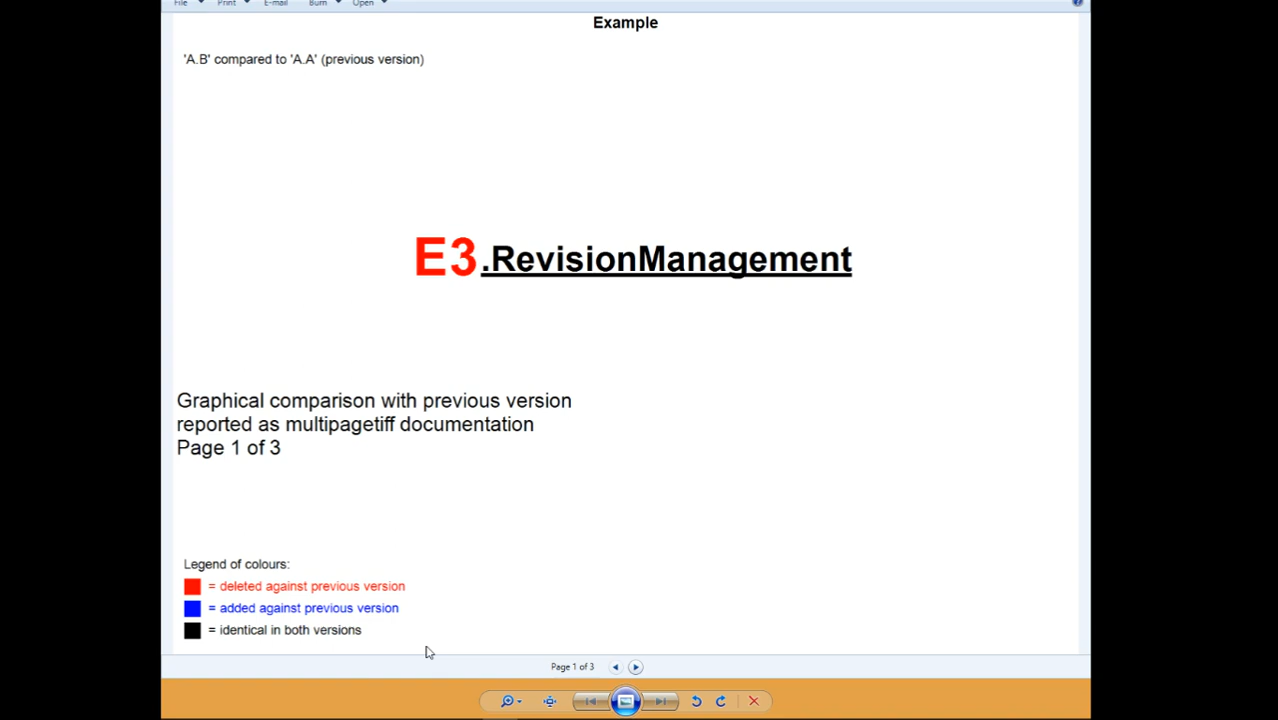 File Print E-mail Burn Open
Example
'A.B' compared to 'A.A' (previous version)
E3.RevisionManagement
Graphical comparison with previous version
reported as multipagetiff documentation
Page 1 of 3
Legend of colours:
= deleted against previous version
= added against previous version
= identical in both versions
Page 1 of 3